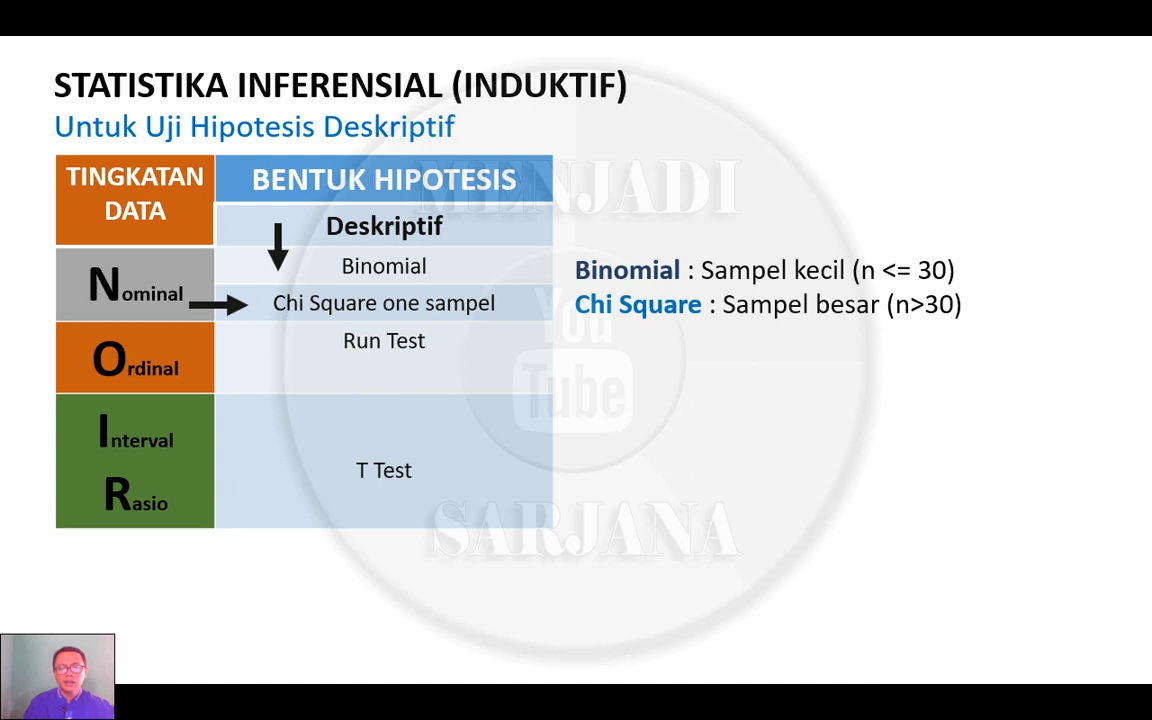 STATISTIKA INFERENSIAL (INDUKTIF)
Untuk Uji Hipotesis Deskriptif
TINGKATAN
DATA
BENTUK HIPOTESIS
Deskriptif
Nominal
Binomial
Chi Square one sampel
Ordinal
Run Test
Interval
Rasio
T Test
Binomial : Sampel kecil (n <= 30)
Chi Square : Sampel besar (n>30)
MENJADI
You
Tube
SARJANA